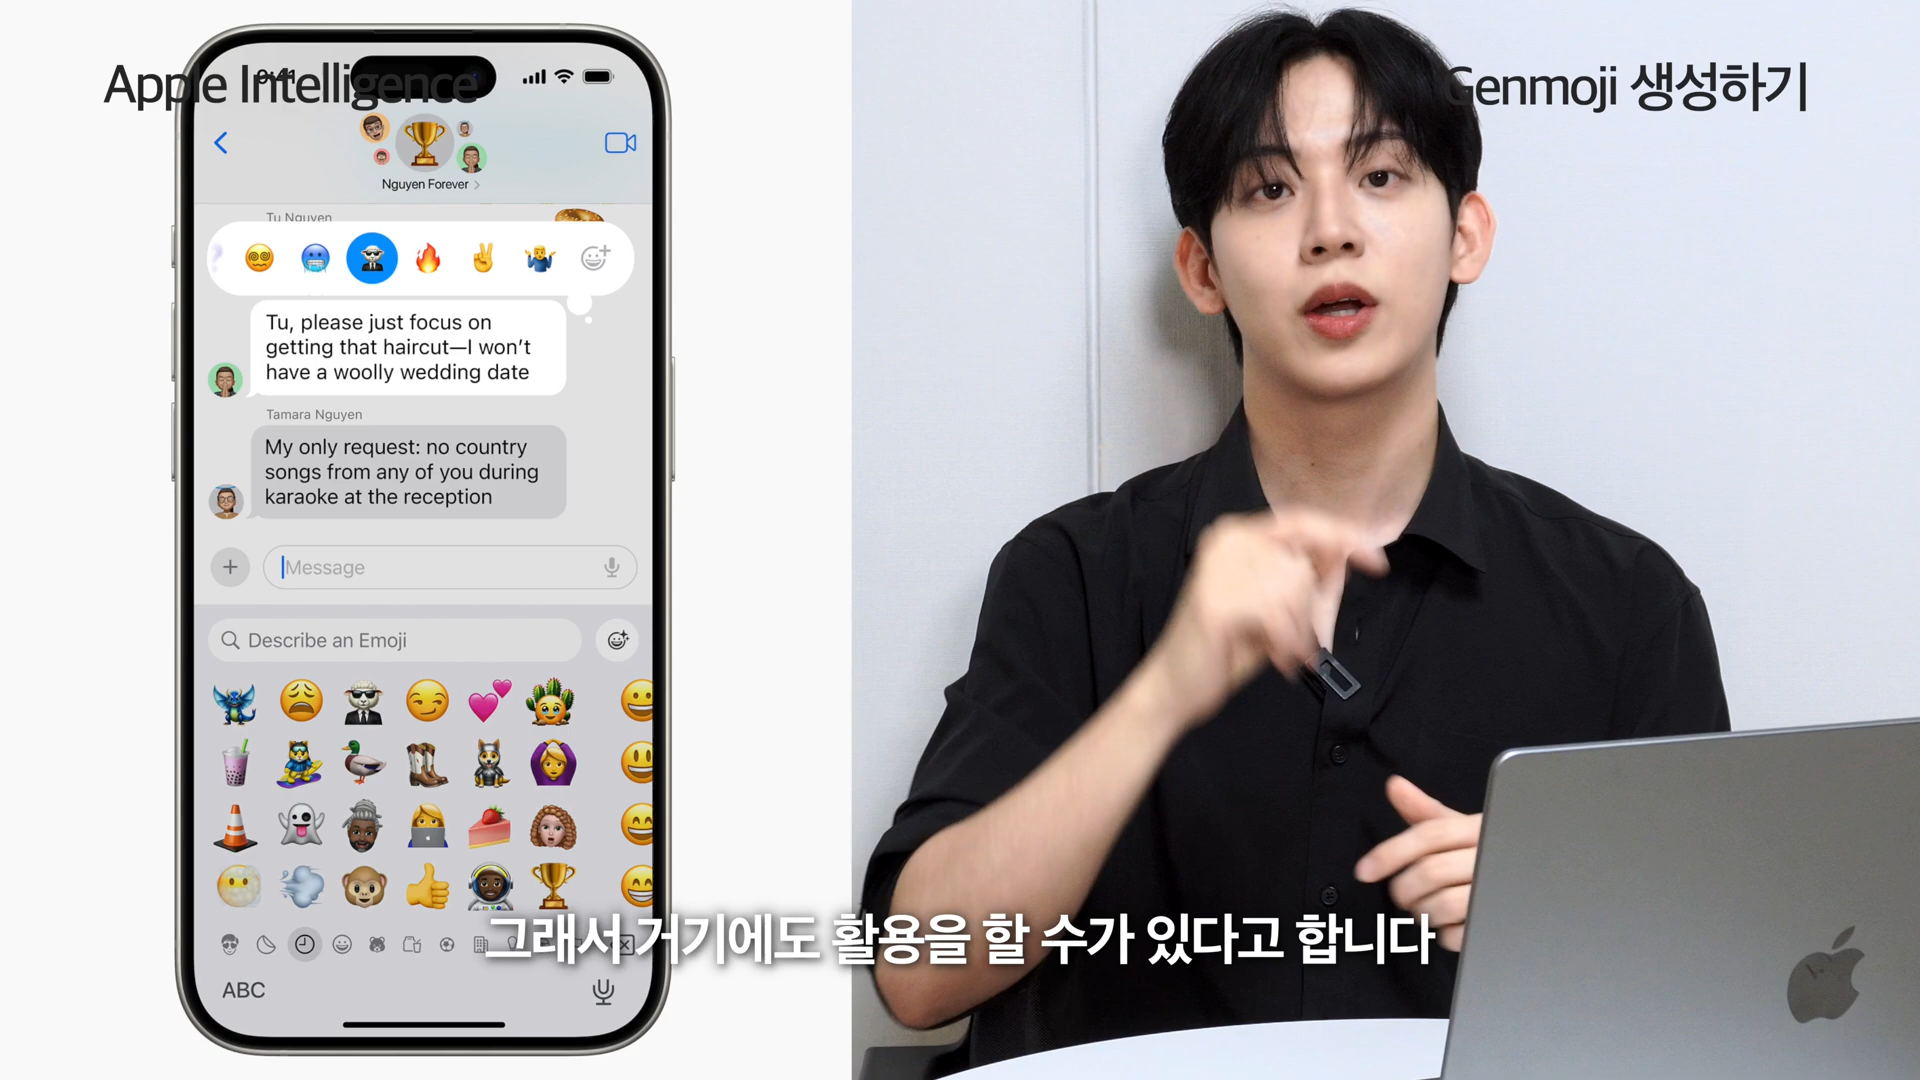 Apple Intelligence
9:41
Genmoji 생성하기
Nguyen Forever
Tu Nguyen
Tu, please just focus on
getting that haircut—I won't
have a woolly wedding date
Tamara Nguyen
My only request: no country
songs from any of you during
karaoke at the reception
Message
Describe an Emoji
그래서 거기에도 활용을 할 수가 있다고 합니다
ABC